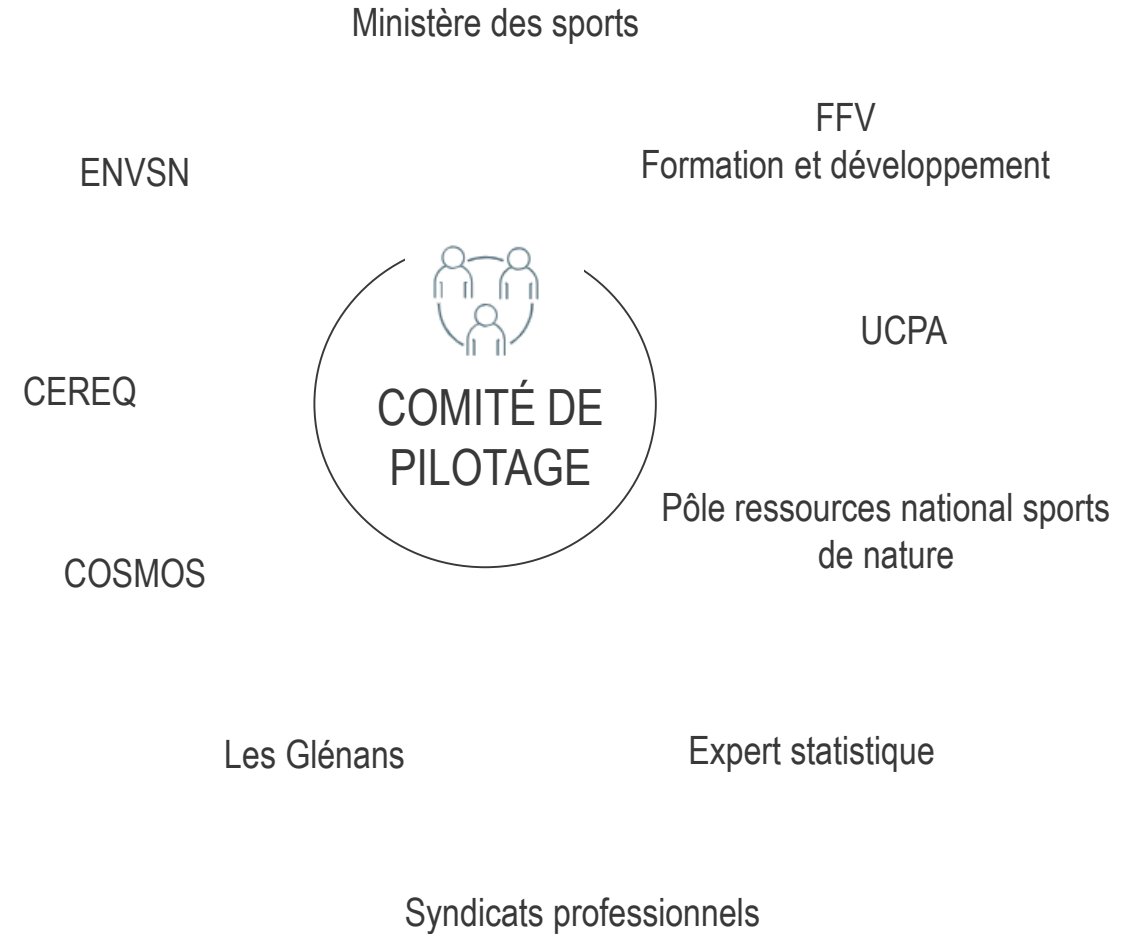 Ministère des sports
FFV
Formation et développement
ENVSN
UCPA
CEREQ
COMITÉ DE
PILOTAGE
Pôle ressources national sports
de nature
COSMOS
Les Glénans
Expert statistique
Syndicats professionnels